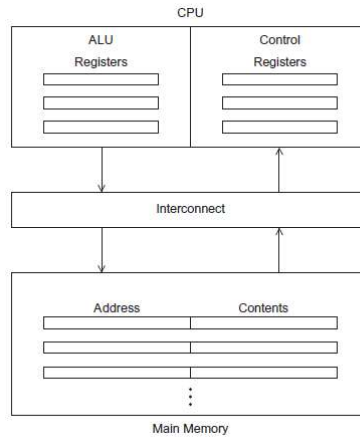 CPU
ALU
Control
Registers
Registers
Interconnect
Address
Contents
Main Memory